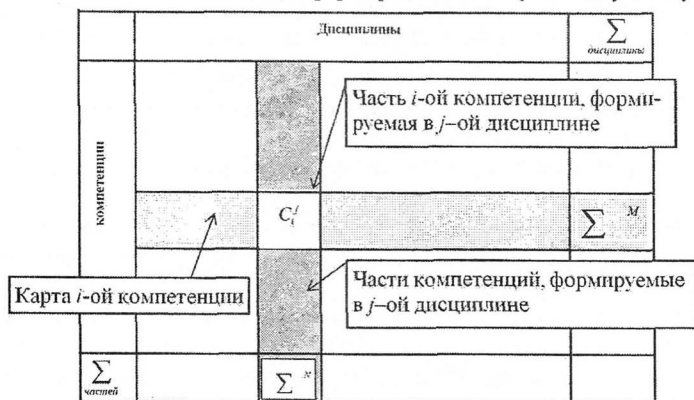 Дисциплины
∑
дисциплины
компетенции
Часть i-ой компетенции, форми-
руемая в j–ой дисциплине
C_i^j
∑ M
Карта i-ой компетенции
Части компетенций, формируемые
в j–ой дисциплине
∑
частей
∑ N